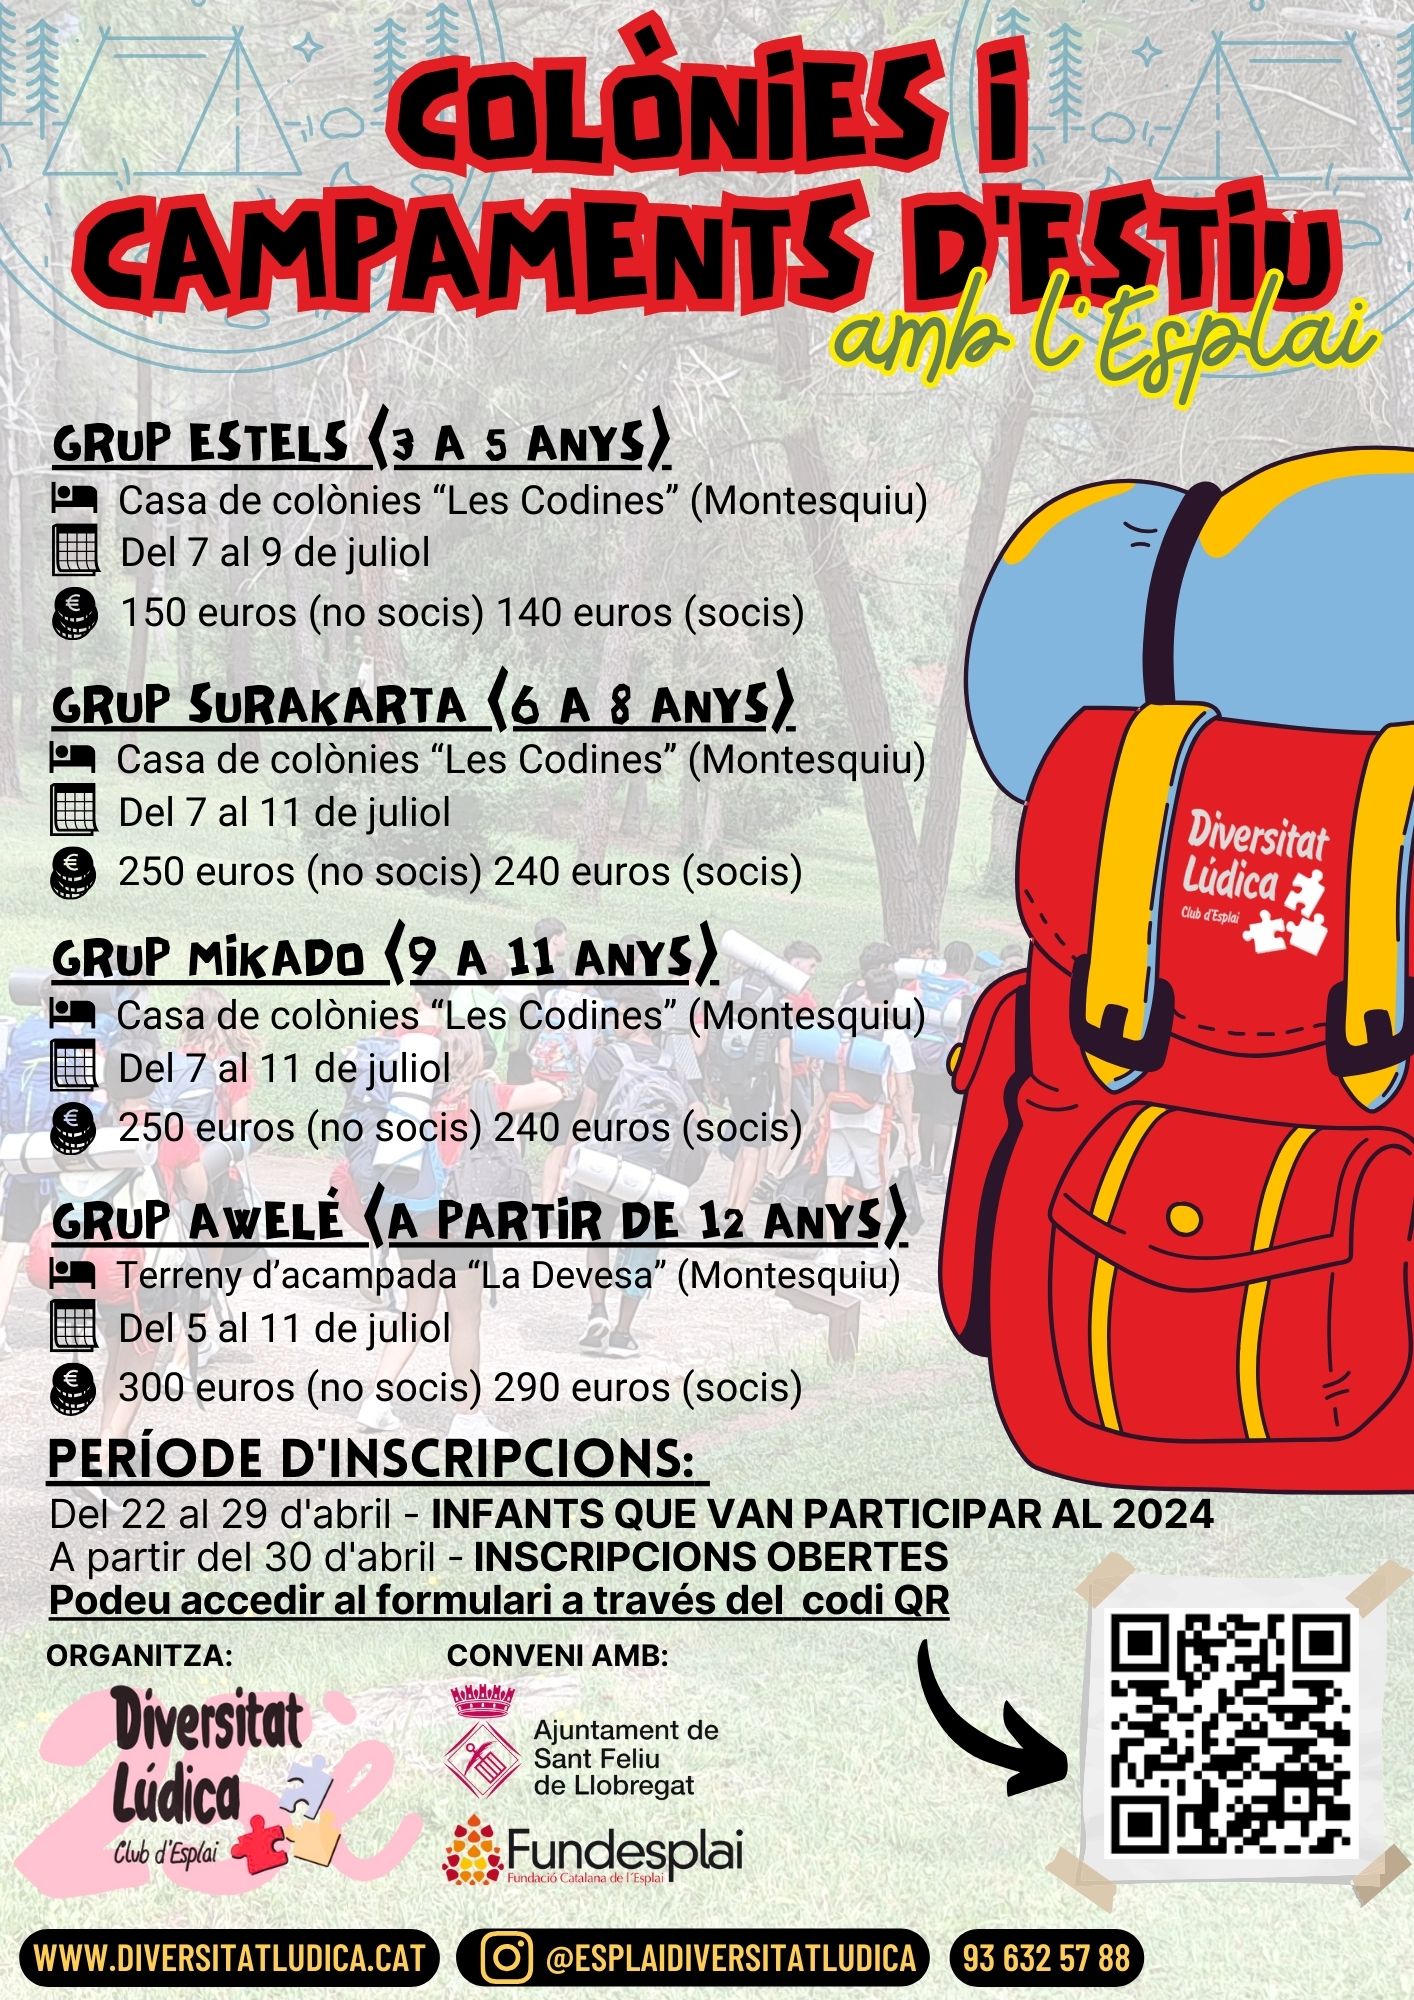 COLÒNIES I
CAMPAMENTS D'ESTIU
amb l'Esplai
GRUP ESTELS (3 A 5 ANYS)
Casa de colònies “Les Codines” (Montesquiu)
Del 7 al 9 de juliol
150 euros (no socis) 140 euros (socis)
GRUP SURAKARTA (6 A 8 ANYS)
Casa de colònies “Les Codines” (Montesquiu)
Del 7 al 11 de juliol
250 euros (no socis) 240 euros (socis)
Diversitat
Lúdica
Club d'Esplai
GRUP MIKADO (9 A 11 ANYS)
Casa de colònies “Les Codines” (Montesquiu)
Del 7 al 11 de juliol
250 euros (no socis) 240 euros (socis)
GRUP AWELÉ (A PARTIR DE 12 ANYS)
Terreny d’acampada “La Devesa” (Montesquiu)
Del 5 al 11 de juliol
300 euros (no socis) 290 euros (socis)
PERÍODE D'INSCRIPCIONS:
Del 22 al 29 d'abril - INFANTS QUE VAN PARTICIPAR AL 2024
A partir del 30 d'abril - INSCRIPCIONS OBERTES
Podeu accedir al formulari a través del codi QR
ORGANITZA:
Diversitat
Lúdica
Club d'Esplai
CONVENI AMB:
Ajuntament de
Sant Feliu
de Llobregat
Fundesplai
Fundació Catalana de l'Esplai
WWW.DIVERSITATLUDICA.CAT
@ESPLAIDIVERSITATLUDICA
93 632 57 88